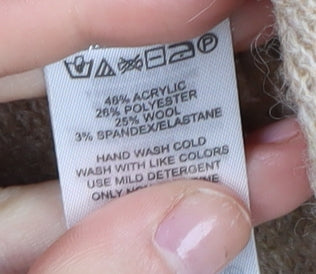 46% ACRYLIC
26% POLYESTER
25% WOOL
3% SPANDEX/ELASTANE
HAND WASH COLD
WASH WITH LIKE COLORS
USE MILD DETERGENT
ONLY